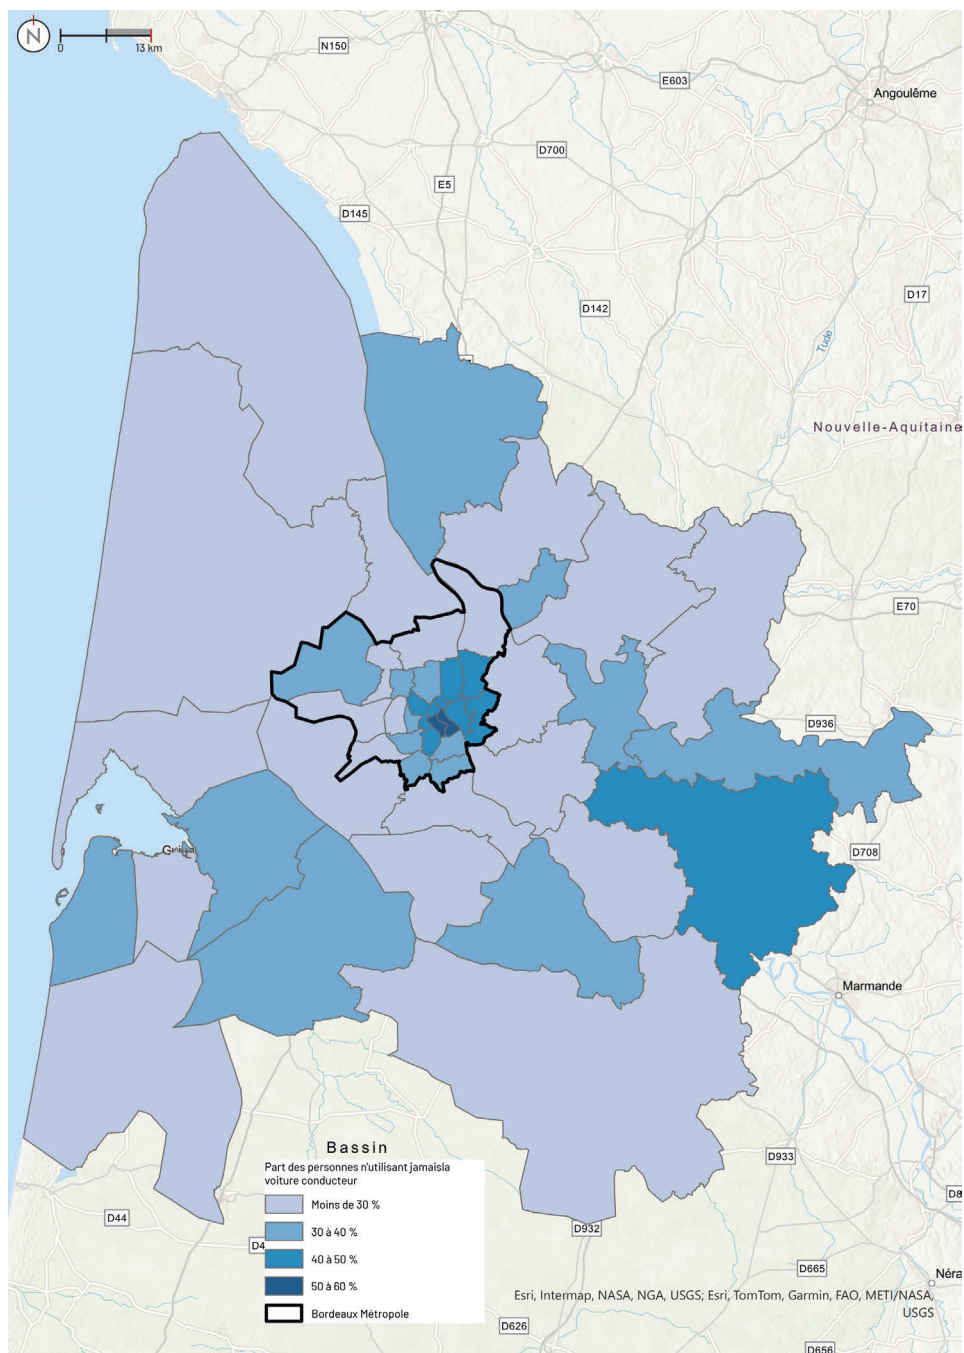 N
0
13 km
N150
E603
Angoulême
D700
E5
D145
D17
D142
Tude
Nouvelle-Aquitaine
E70
D936
D708
Marmande
Bassin
Part des personnes n'utilisant jamaisla
voiture conducteur
Moins de 30 %
30 à 40 %
40 à 50 %
50 à 60 %
Bordeaux Métropole
D933
D44
D932
D665
D626
D656
Esri, Intermap, NASA, NGA, USGS; Esri, TomTom, Garmin, FAO, METI/NASA,
USGS